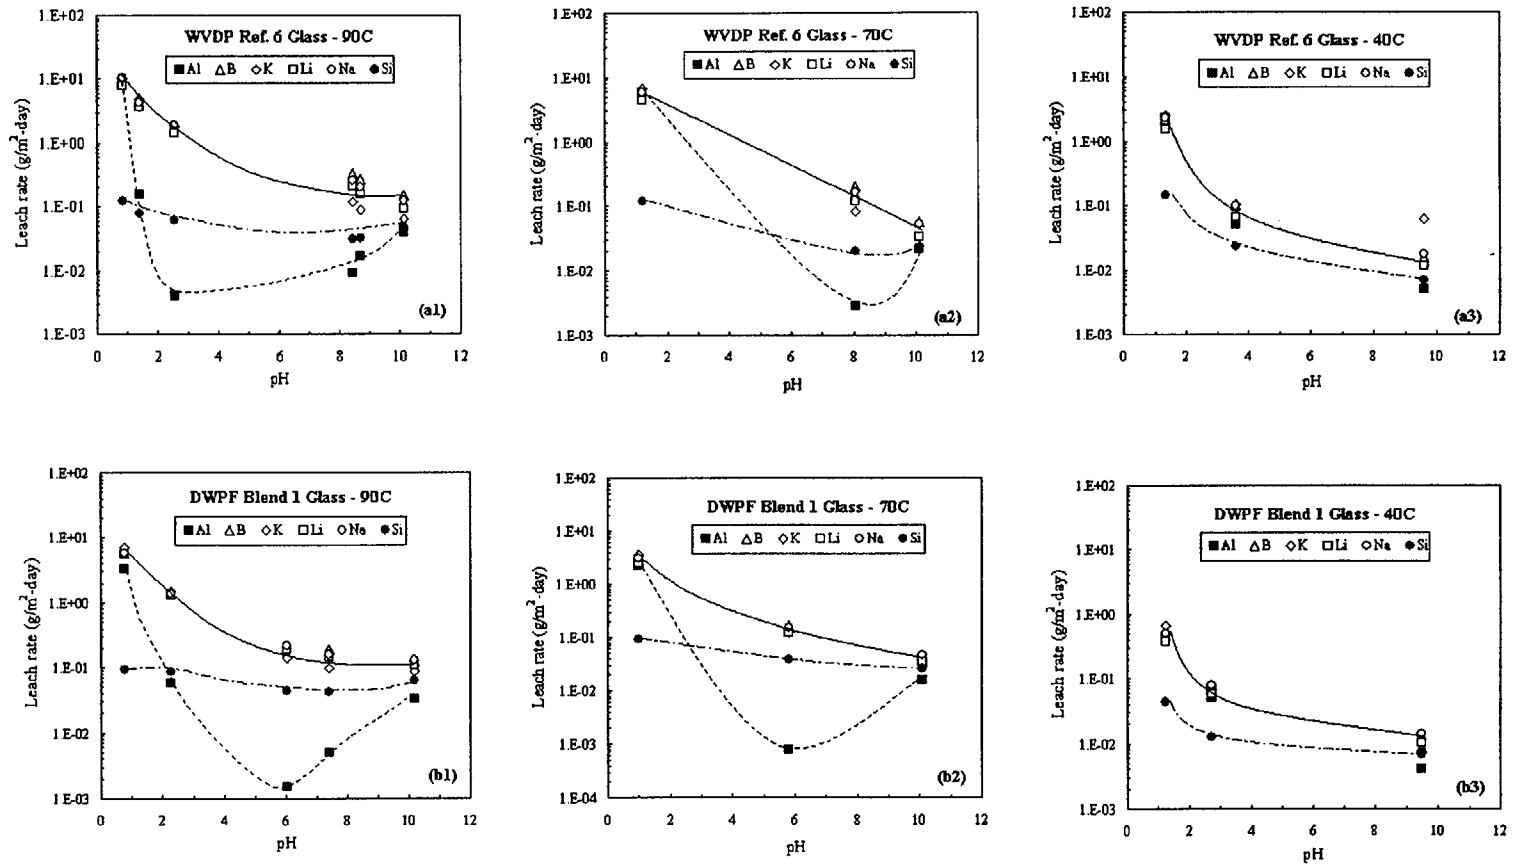 WVDP Ref. 6 Glass - 90C
Al B K Li Na Si
1.E+02
1.E+01
1.E+00
1.E-01
1.E-02
1.E-03
Leach rate (g/m²-day)
(a1)
0 2 4 6 8 10 12
pH
WVDP Ref. 6 Glass - 70C
Al B K Li Na Si
1.E+02
1.E+01
1.E+00
1.E-01
1.E-02
1.E-03
Leach rate (g/m²-day)
(a2)
0 2 4 6 8 10 12
pH
WVDP Ref. 6 Glass - 40C
Al B K Li Na Si
1.E+02
1.E+01
1.E+00
1.E-01
1.E-02
1.E-03
Leach rate (g/m²-day)
(a3)
0 2 4 6 8 10 12
pH
DWPF Blend 1 Glass - 90C
Al B K Li Na Si
1.E+02
1.E+01
1.E+00
1.E-01
1.E-02
1.E-03
Leach rate (g/m²-day)
(b1)
0 2 4 6 8 10 12
pH
DWPF Blend 1 Glass - 70C
Al B K Li Na Si
1.E+02
1.E+01
1.E+00
1.E-01
1.E-02
1.E-03
1.E-04
Leach rate (g/m²-day)
(b2)
0 2 4 6 8 10 12
pH
DWPF Blend 1 Glass - 40C
Al B K Li Na Si
1.E+02
1.E+01
1.E+00
1.E-01
1.E-02
1.E-03
Leach rate (g/m²-day)
(b3)
0 2 4 6 8 10 12
pH